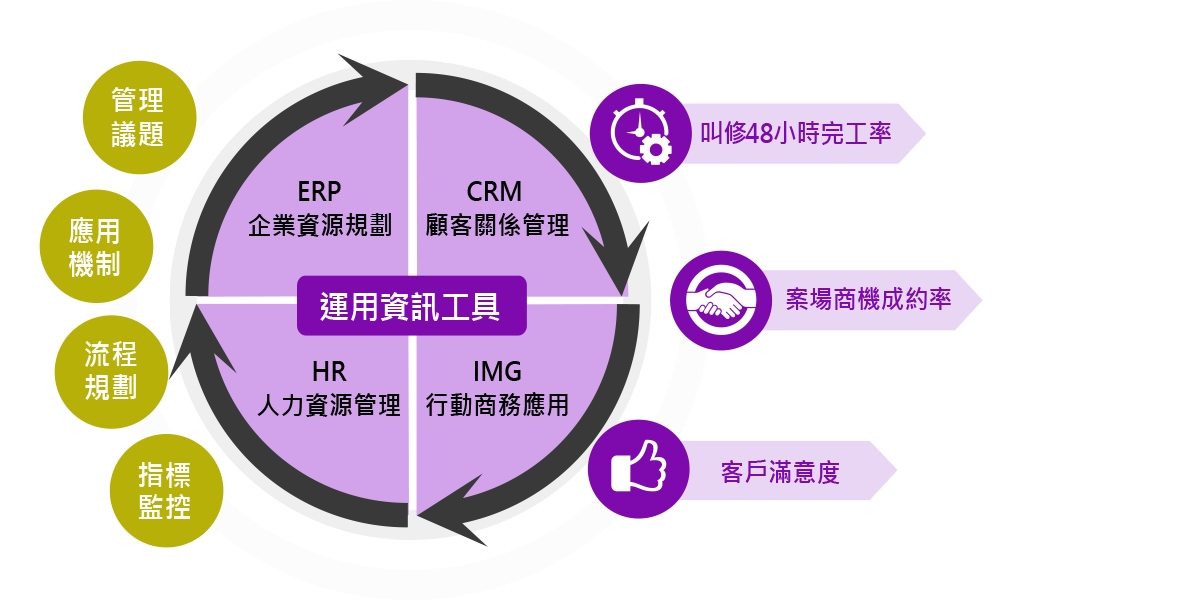 管理
議題
應用
機制
流程
規劃
指標
監控
ERP
企業資源規劃
CRM
顧客關係管理
運用資訊工具
HR
人力資源管理
IMG
行動商務應用
叫修48小時完工率
案場商機成約率
客戶滿意度